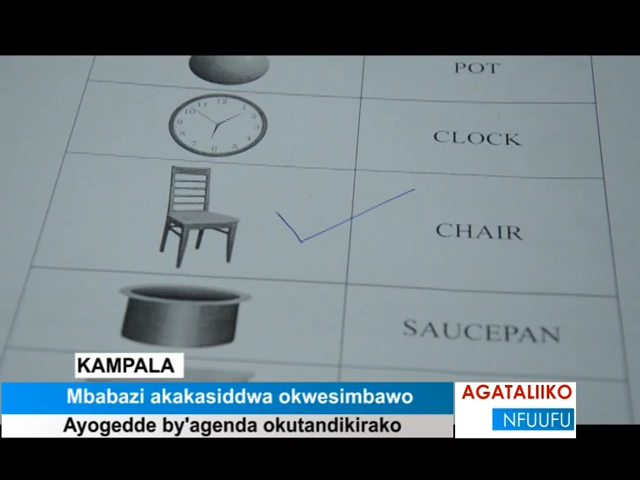 POT
CLOCK
CHAIR
SAUCEPAN
KAMPALA
Mbabazi akakasiddwa okwesimbawo
Ayogedde by'agenda okutandikirako
AGATALIIKO
NFUUFU